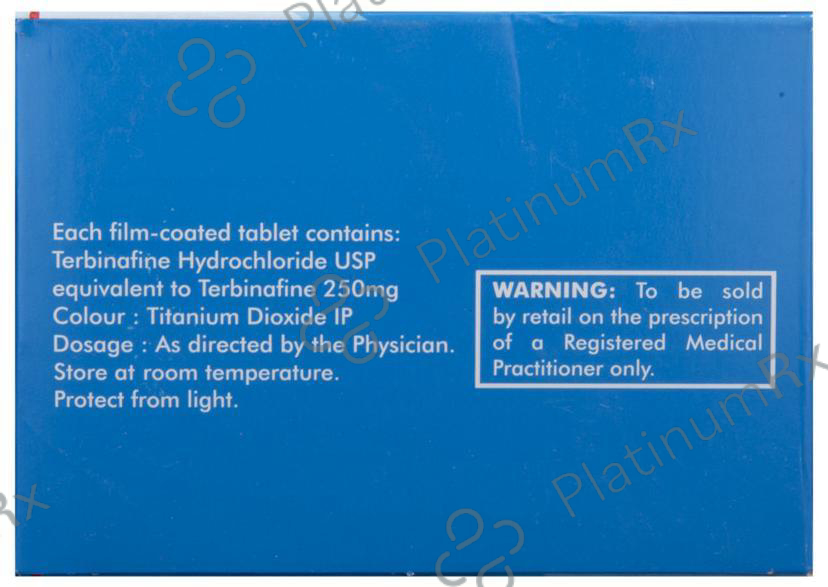 Each film-coated tablet contains:
Terbinafine Hydrochloride USP
equivalent to Terbinafine 250mg
Colour : Titanium Dioxide IP
Dosage : As directed by the Physician.
Store at room temperature.
Protect from light.
WARNING: To be sold
by retail on the prescription
of a Registered Medical
Practitioner only.
PlatinumRx
PlatinumRx